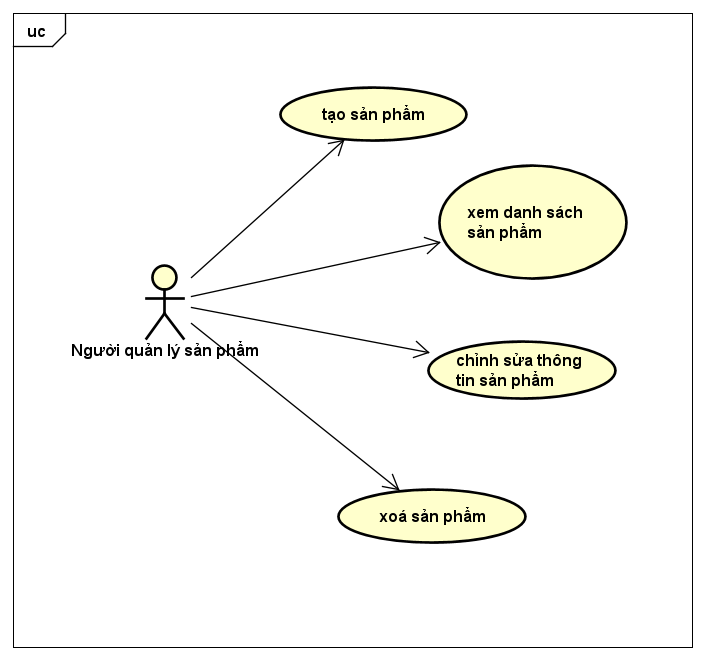 uc
tạo sản phẩm
xem danh sách
sản phẩm
Người quản lý sản phẩm
chỉnh sửa thông
tin sản phẩm
xoá sản phẩm